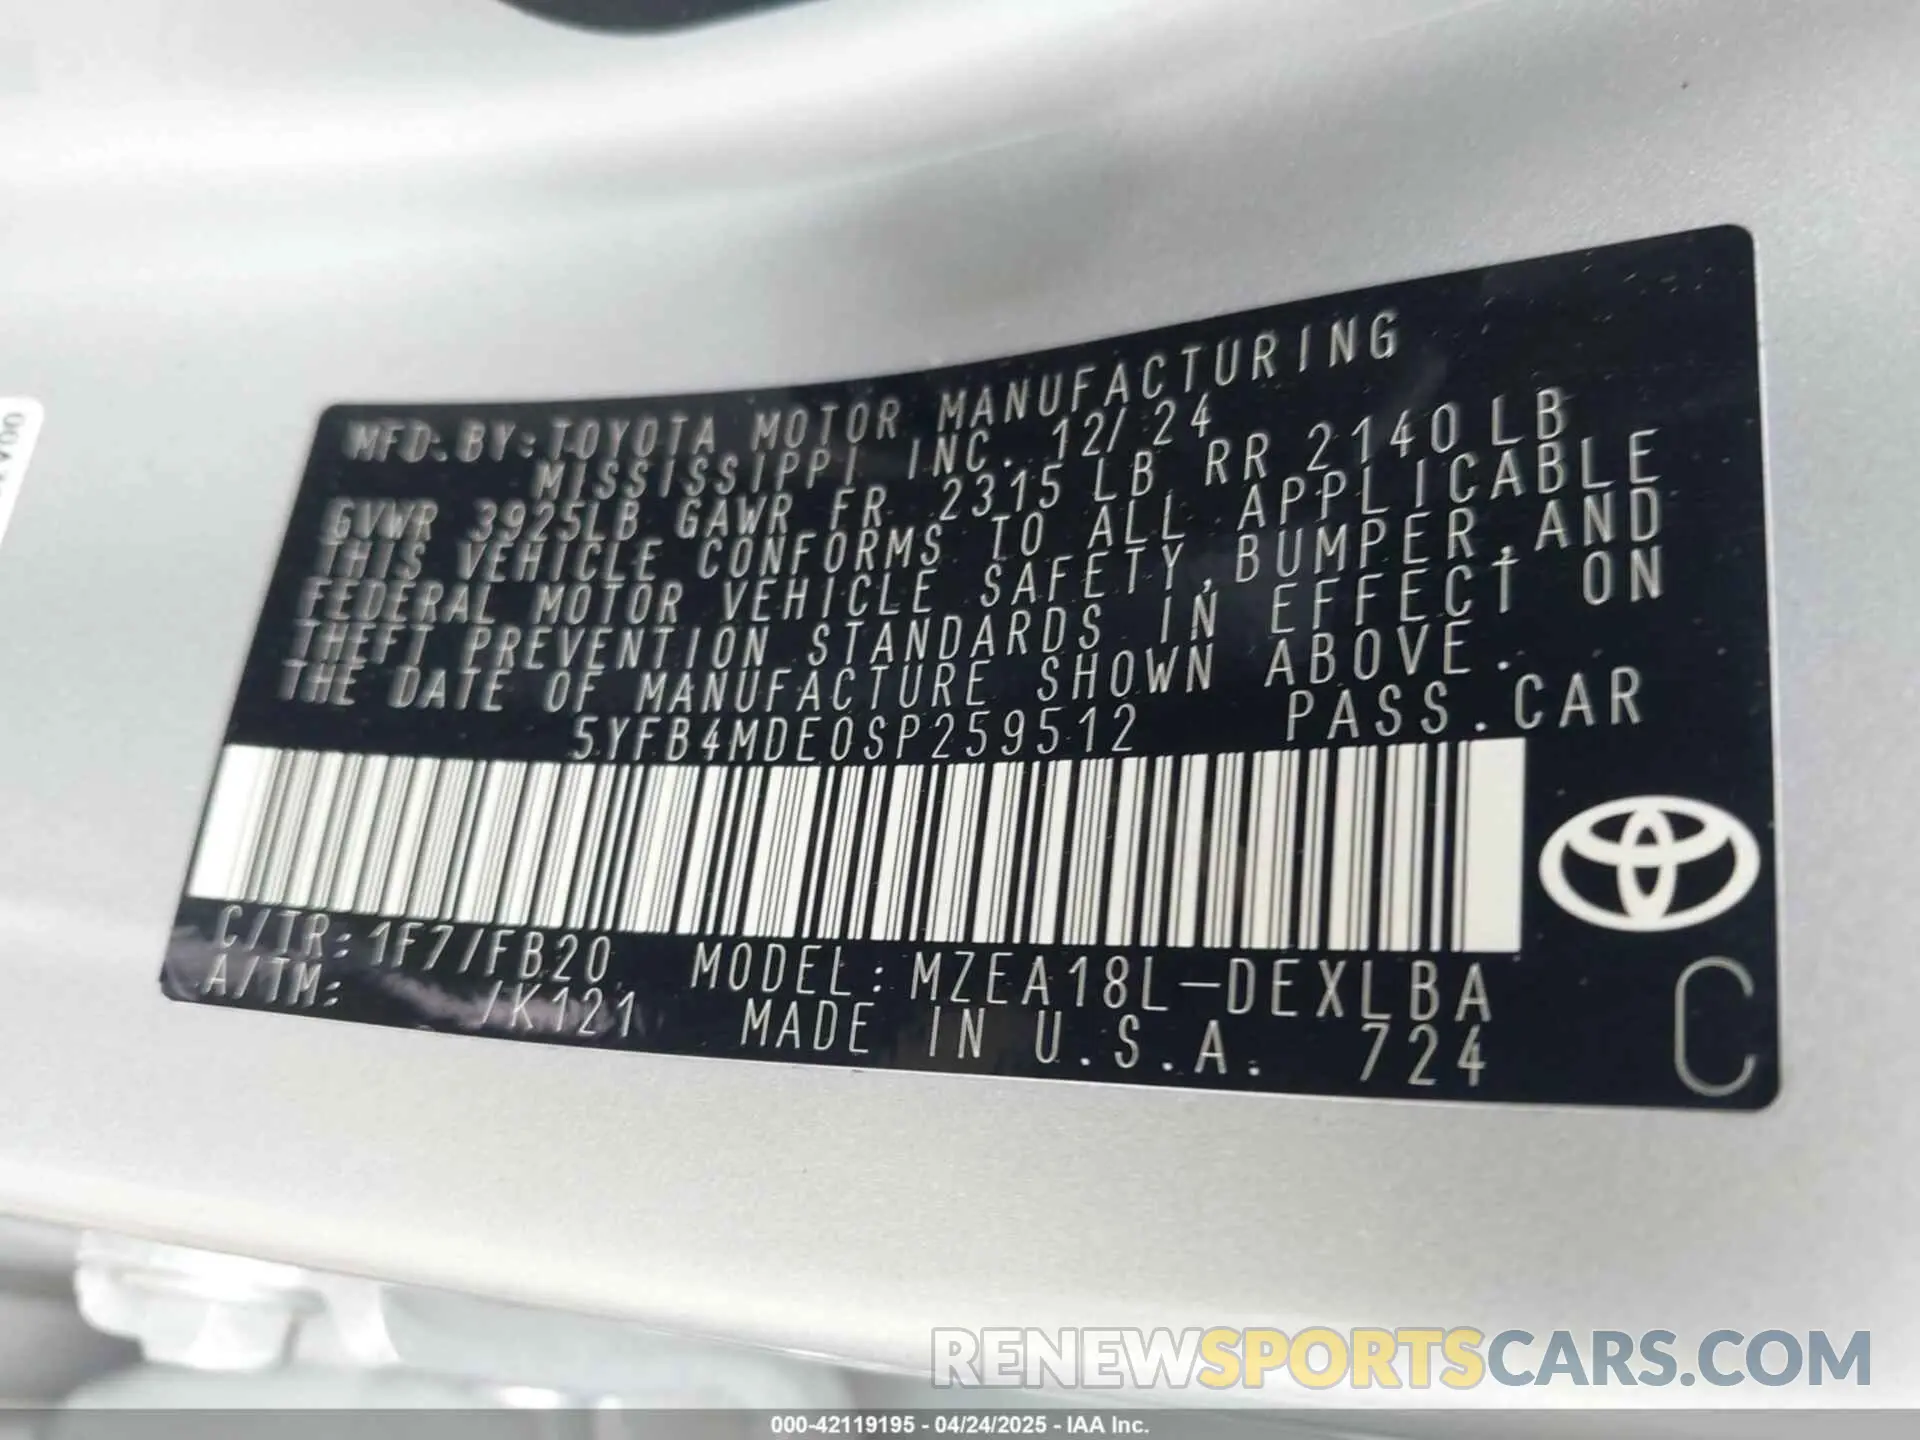 MFD.BY:TOYOTA MOTOR MANUFACTURING
MISSISSIPPI INC. 12/24
GVWR 3925LB GAWR FR 2315 LB RR 2140LB
THIS VEHICLE CONFORMS TO ALL APPLICABLE
FEDERAL MOTOR VEHICLE SAFETY,BUMPER,AND
THEFT PREVENTION STANDARDS IN EFFECT ON
THE DATE OF MANUFACTURE SHOWN ABOVE.
5YFB4MDE0SP259512 PASS.CAR
C/TR:1F7/FB20 MODEL:MZEA18L-DEXLBA
A/TM: /K121 MADE IN U.S.A. 724
C
RENEWSPORTSCARS.COM
000-42119195 - 04/24/2025 - IAA Inc.